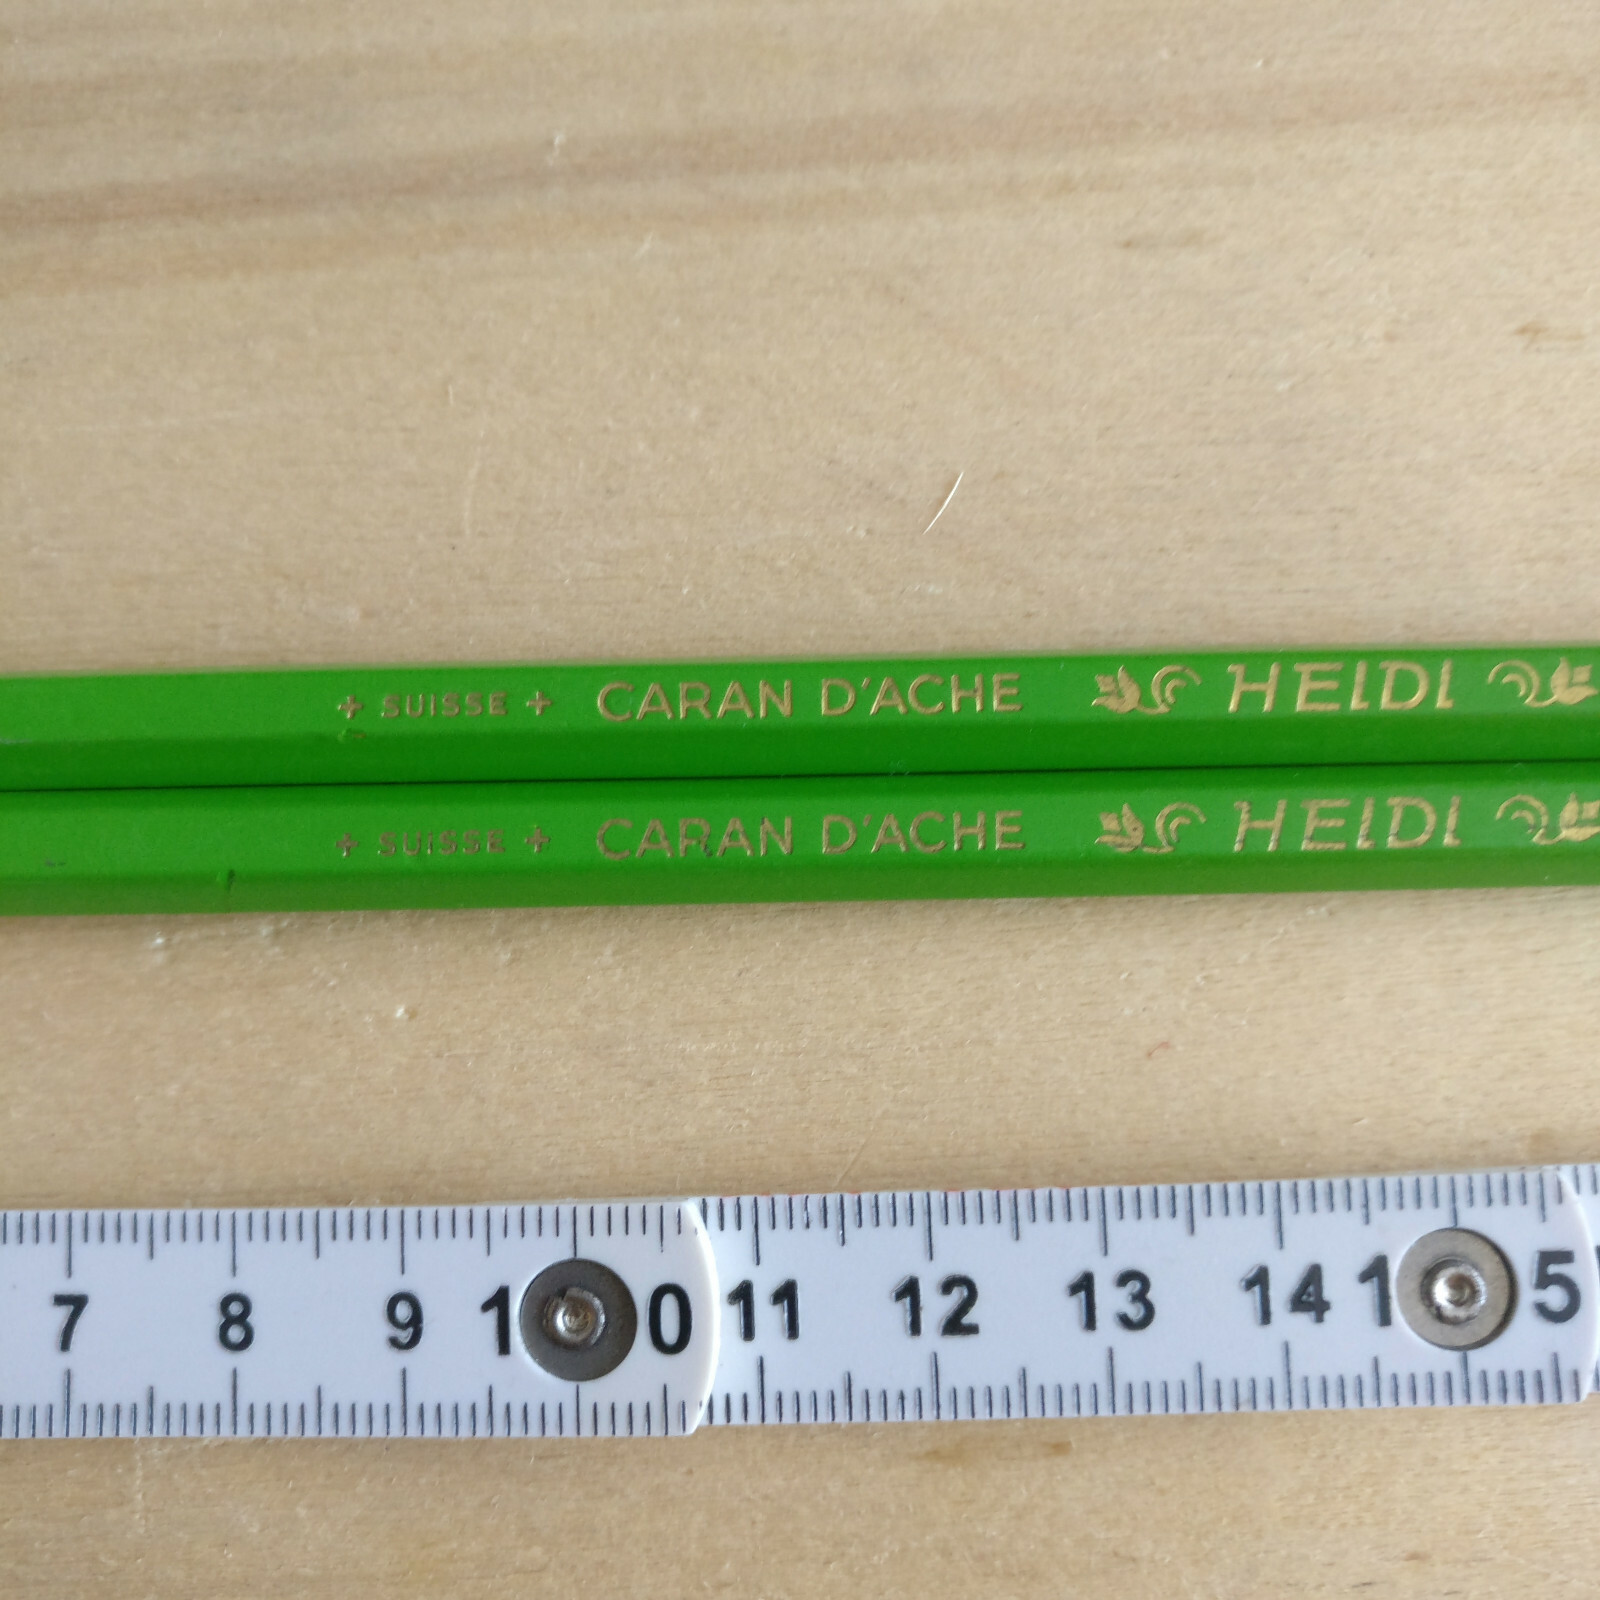 + SUISSE + CARAN D'ACHE HEIDI
+ SUISSE + CARAN D'ACHE HEIDI
7 8 9 10 11 12 13 14 15